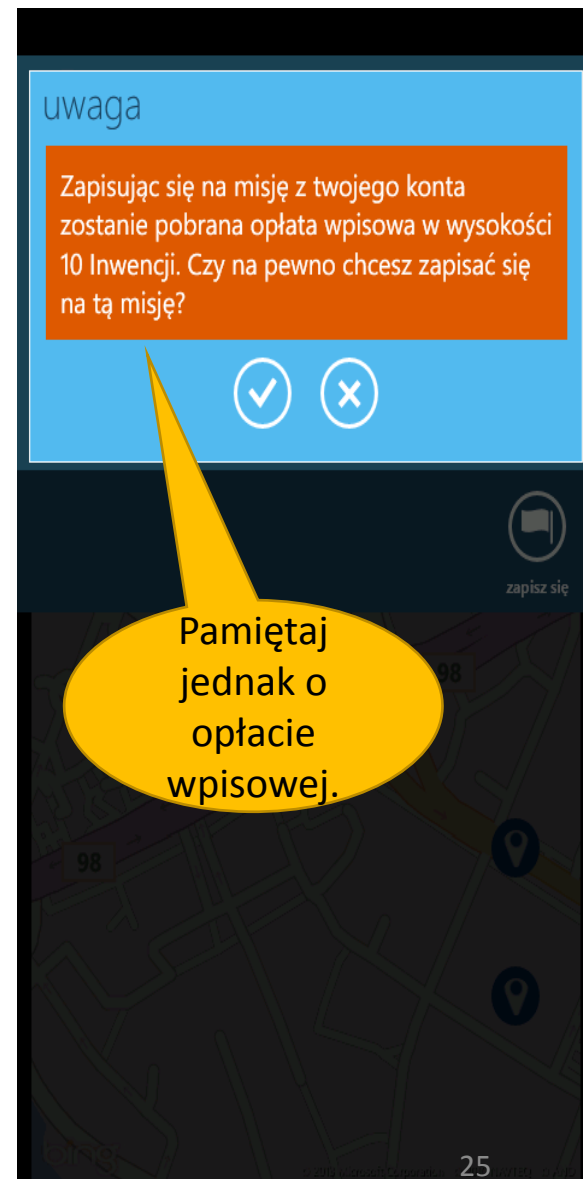 uwaga
Zapisując się na misję z twojego konta
zostanie pobrana opłata wpisowa w wysokości
10 Inwencji. Czy na pewno chcesz zapisać się
na tą misję?
zapisz się
Pamiętaj
jednak o
opłacie
wpisowej.
98
98
bing
25